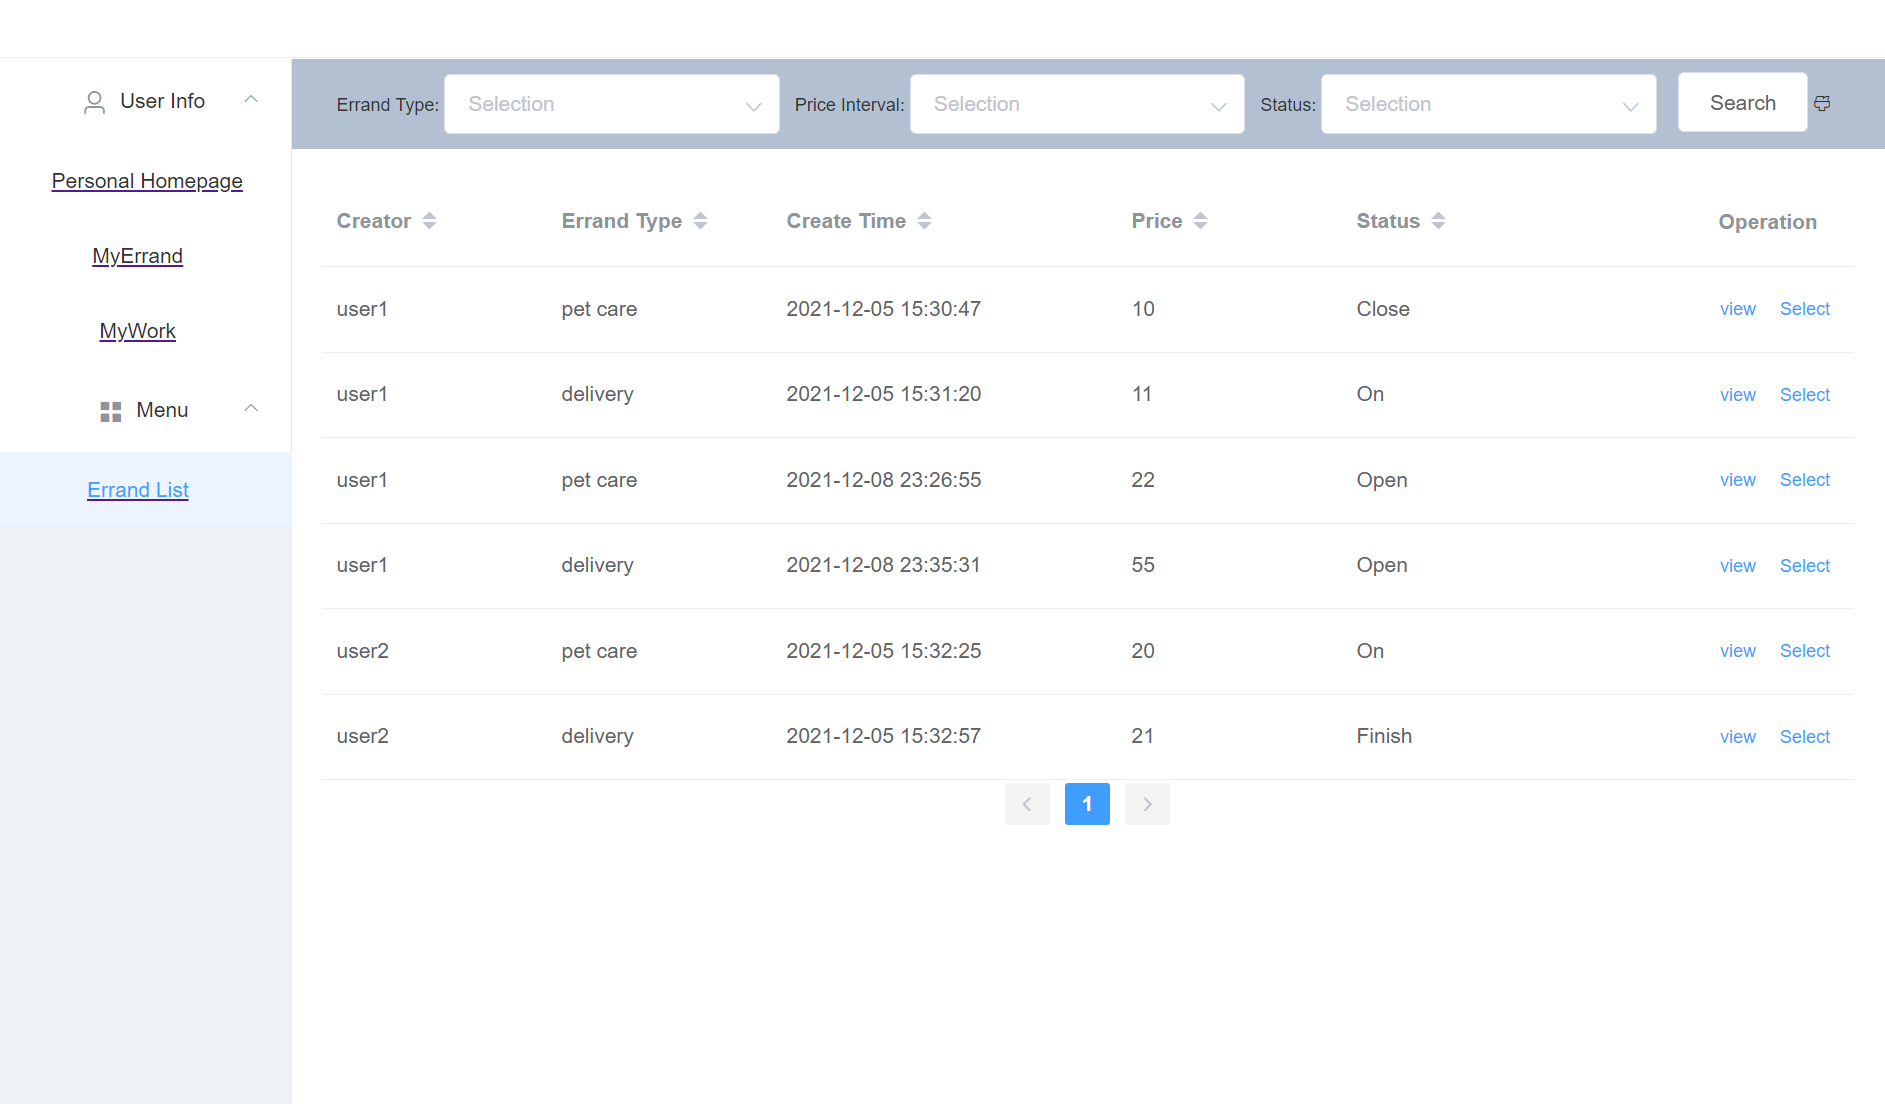 User Info
Personal Homepage
MyErrand
MyWork
Menu
Errand List
Errand Type: Selection Price Interval: Selection Status: Selection Search
Creator Errand Type Create Time Price Status Operation
user1 pet care 2021-12-05 15:30:47 10 Close view Select
user1 delivery 2021-12-05 15:31:20 11 On view Select
user1 pet care 2021-12-08 23:26:55 22 Open view Select
user1 delivery 2021-12-08 23:35:31 55 Open view Select
user2 pet care 2021-12-05 15:32:25 20 On view Select
user2 delivery 2021-12-05 15:32:57 21 Finish view Select
1